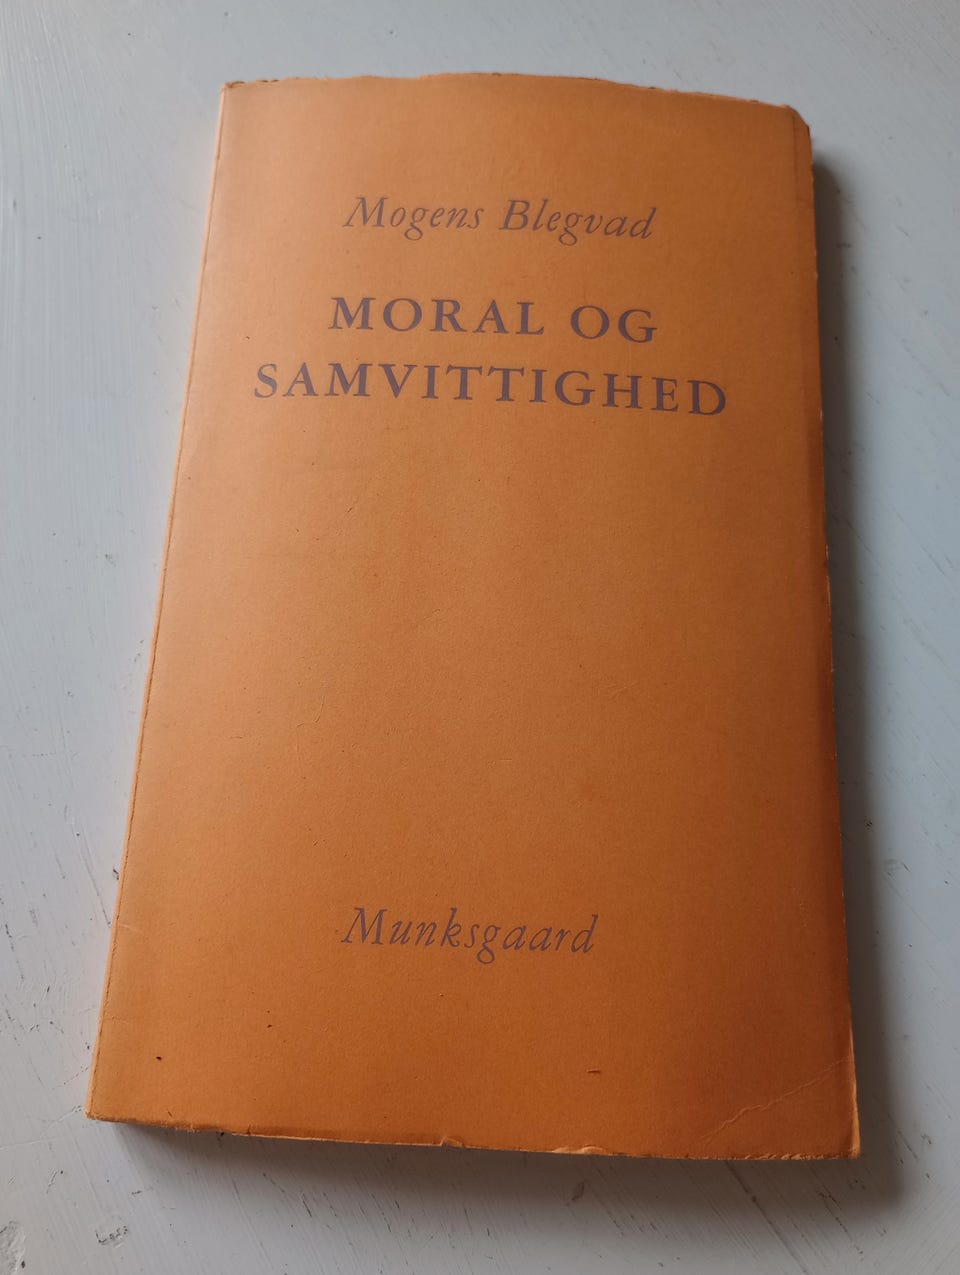 Mogens Blegvad
MORAL OG
SAMVITTIGHED
Munksgaard